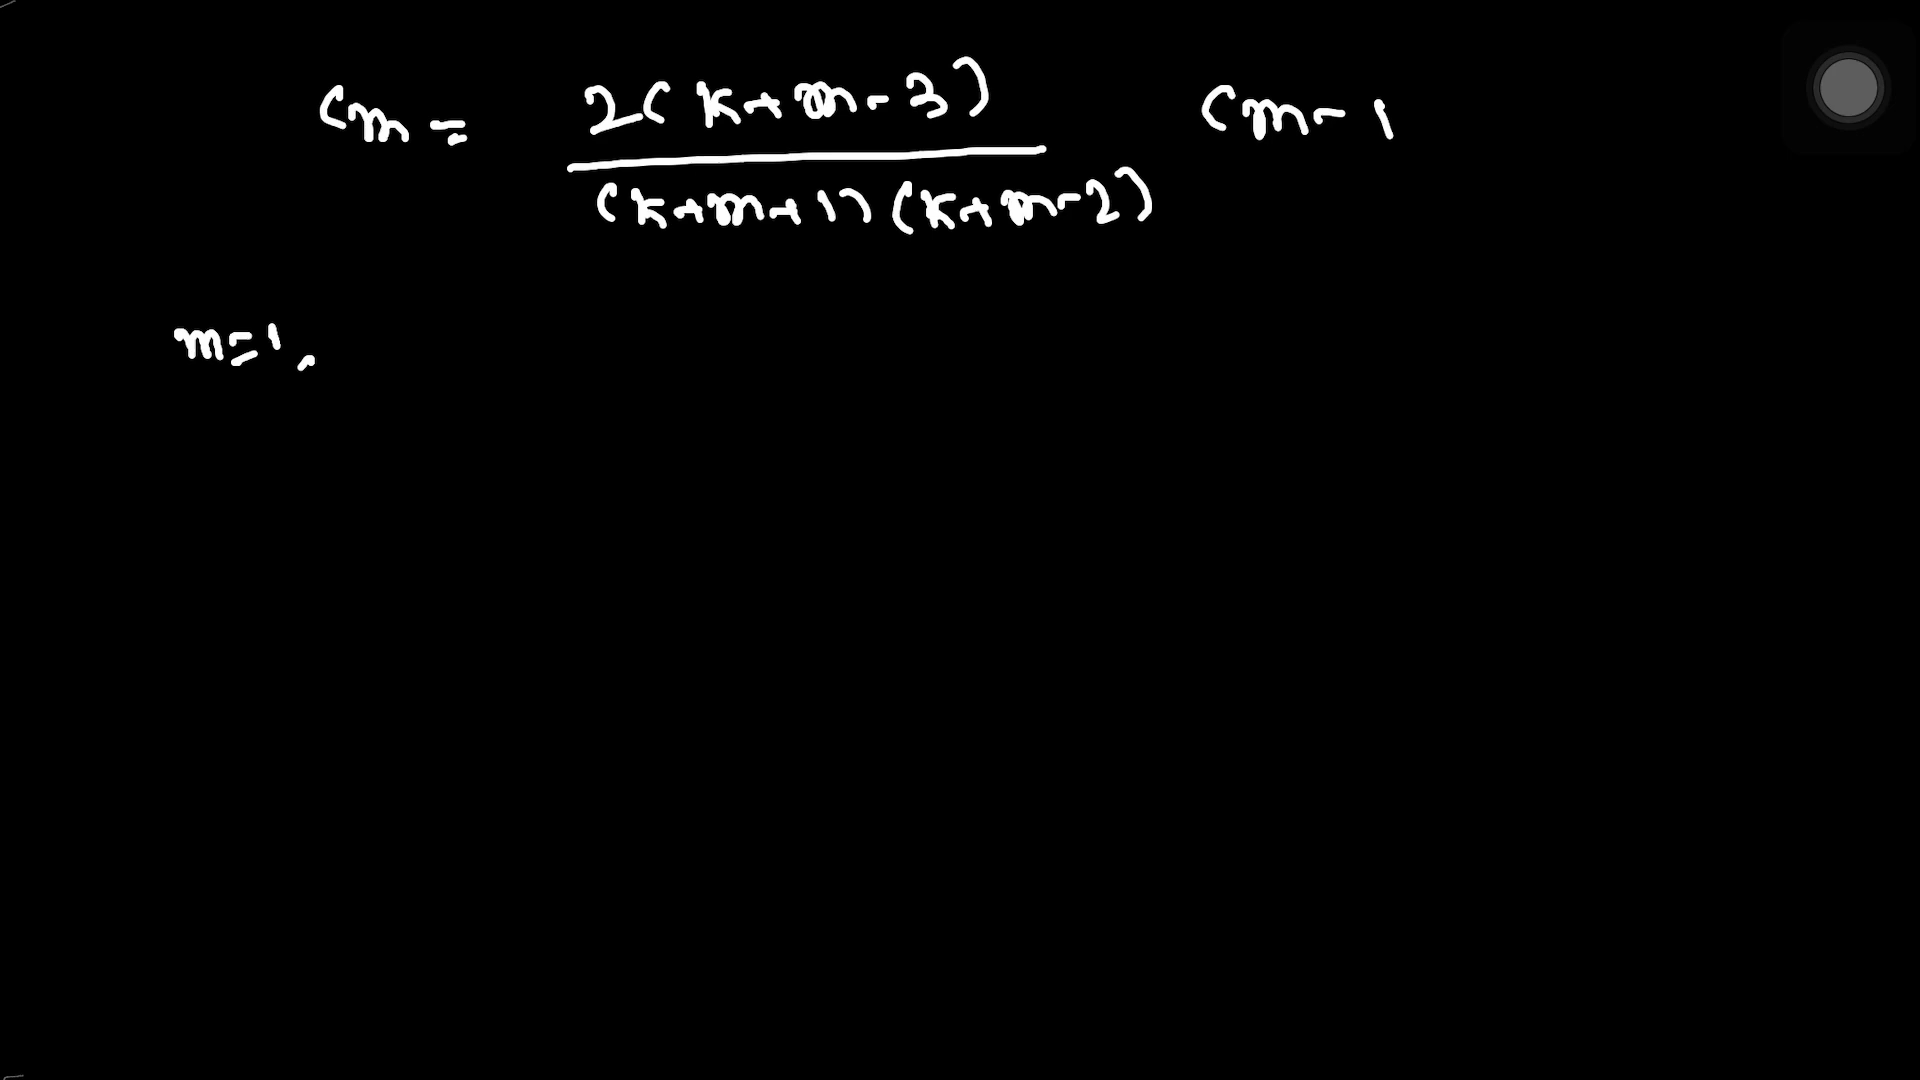 Cm = 2(k+m-3) / (k+m+1)(k+m-2) Cm-1
m=1,